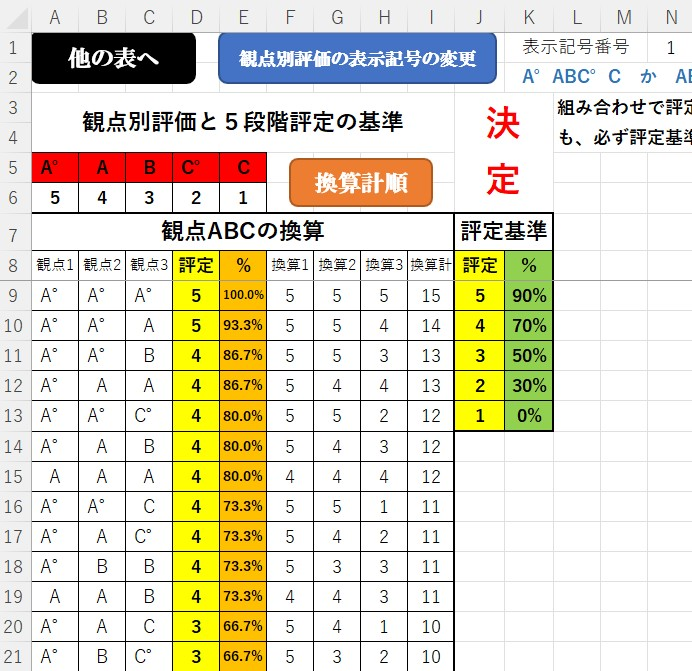 A B C D E F G H I J K L M N
1 他の表へ 観点別評価の表示記号の変更 表示記号番号 1
2 A° ABC° C か AB
3 観点別評価と5段階評定の基準 決定 組み合わせで評定
4 も、必ず評定基準
5 A° A B C° C 換算計順
6 5 4 3 2 1
7 観点ABCの換算 評定基準
8 観点1 観点2 観点3 評定 % 換算1 換算2 換算3 換算計 評定 %
9 A° A° A° 5 100.0% 5 5 5 15 5 90%
10 A° A° A 5 93.3% 5 5 4 14 4 70%
11 A° A° B 4 86.7% 5 5 3 13 3 50%
12 A° A A 4 86.7% 5 4 4 13 2 30%
13 A° A° C° 4 80.0% 5 5 2 12 1 0%
14 A° A B 4 80.0% 5 4 3 12
15 A A A 4 80.0% 4 4 4 12
16 A° A° C 4 73.3% 5 5 1 11
17 A° A C° 4 73.3% 5 4 2 11
18 A° B B 4 73.3% 5 3 3 11
19 A A B 4 73.3% 4 4 3 11
20 A° A C 3 66.7% 5 4 1 10
21 A° B C° 3 66.7% 5 3 2 10